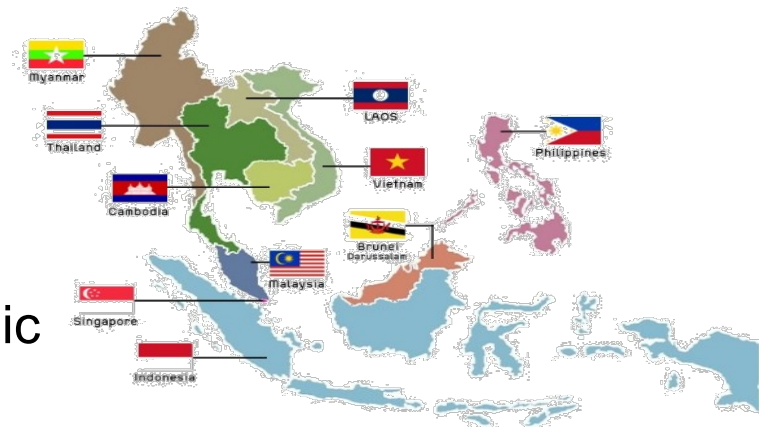 Myanmar
LAOS
Thailand
Philippines
Vietnam
Cambodia
Brunei
Darussalam
Malaysia
ic
Singapore
Indonesia